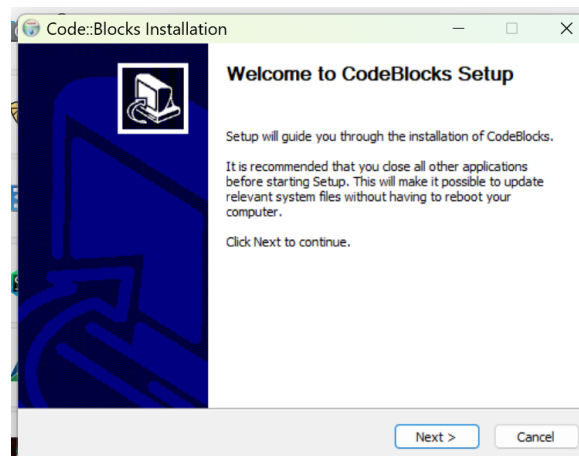 Code::Blocks Installation
Welcome to CodeBlocks Setup
Setup will guide you through the installation of CodeBlocks.
It is recommended that you close all other applications
before starting Setup. This will make it possible to update
relevant system files without having to reboot your
computer.
Click Next to continue.
Next >
Cancel